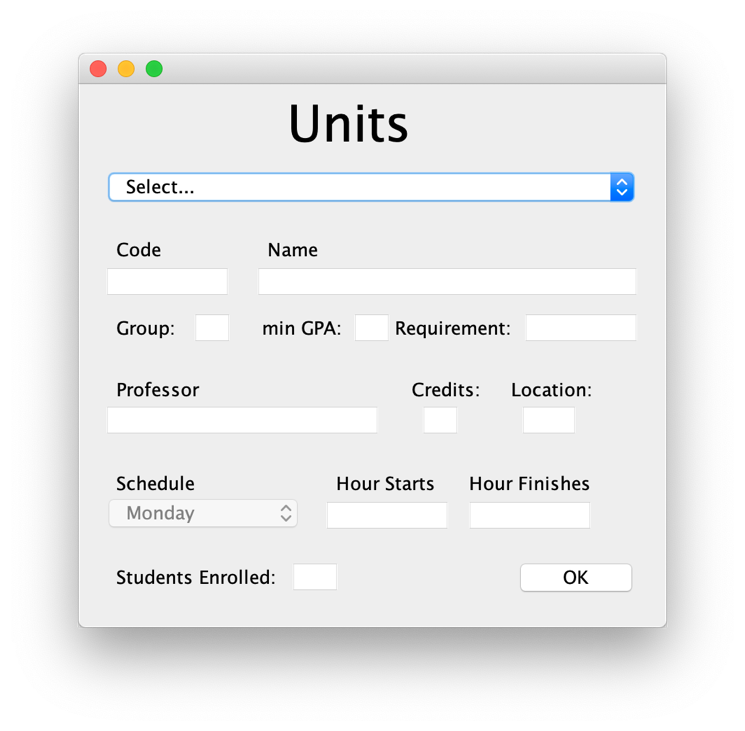 Units
Select...
Code Name
Group: min GPA: Requirement:
Professor Credits: Location:
Schedule Hour Starts Hour Finishes
Monday
Students Enrolled: OK